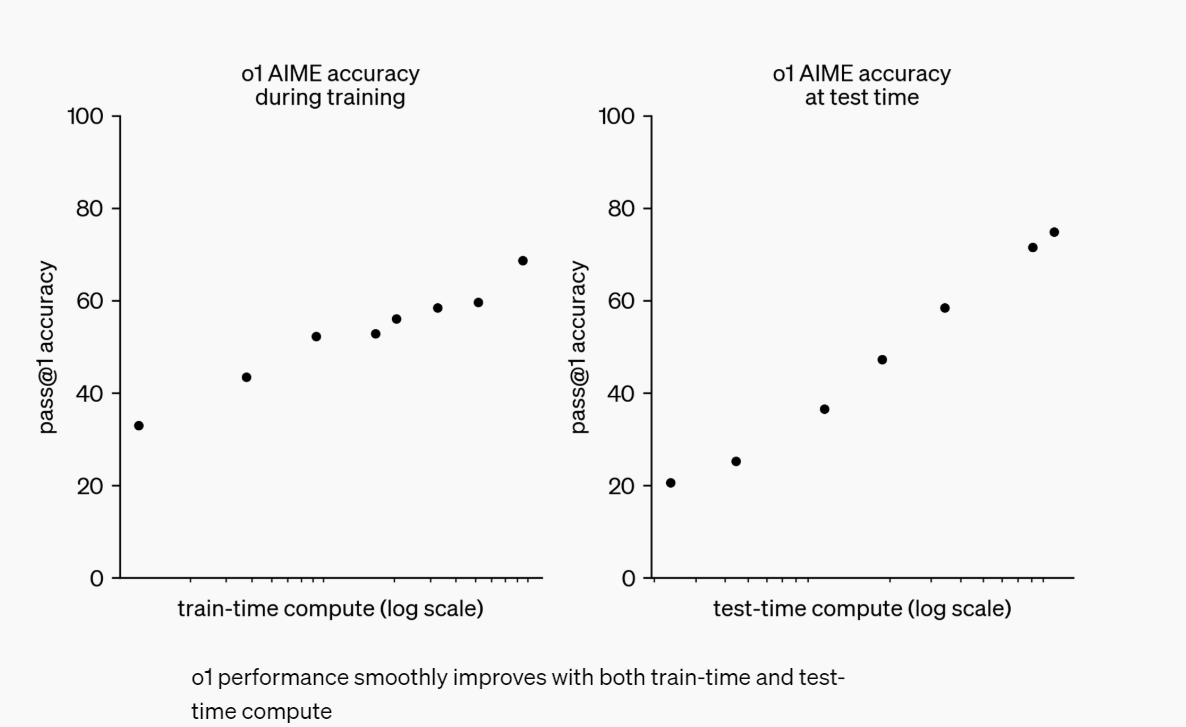 o1 AIME accuracy
during training
100
80
60
40
20
0
pass@1 accuracy
train-time compute (log scale)
o1 AIME accuracy
at test time
100
80
60
40
20
0
pass@1 accuracy
test-time compute (log scale)
o1 performance smoothly improves with both train-time and test-
time compute